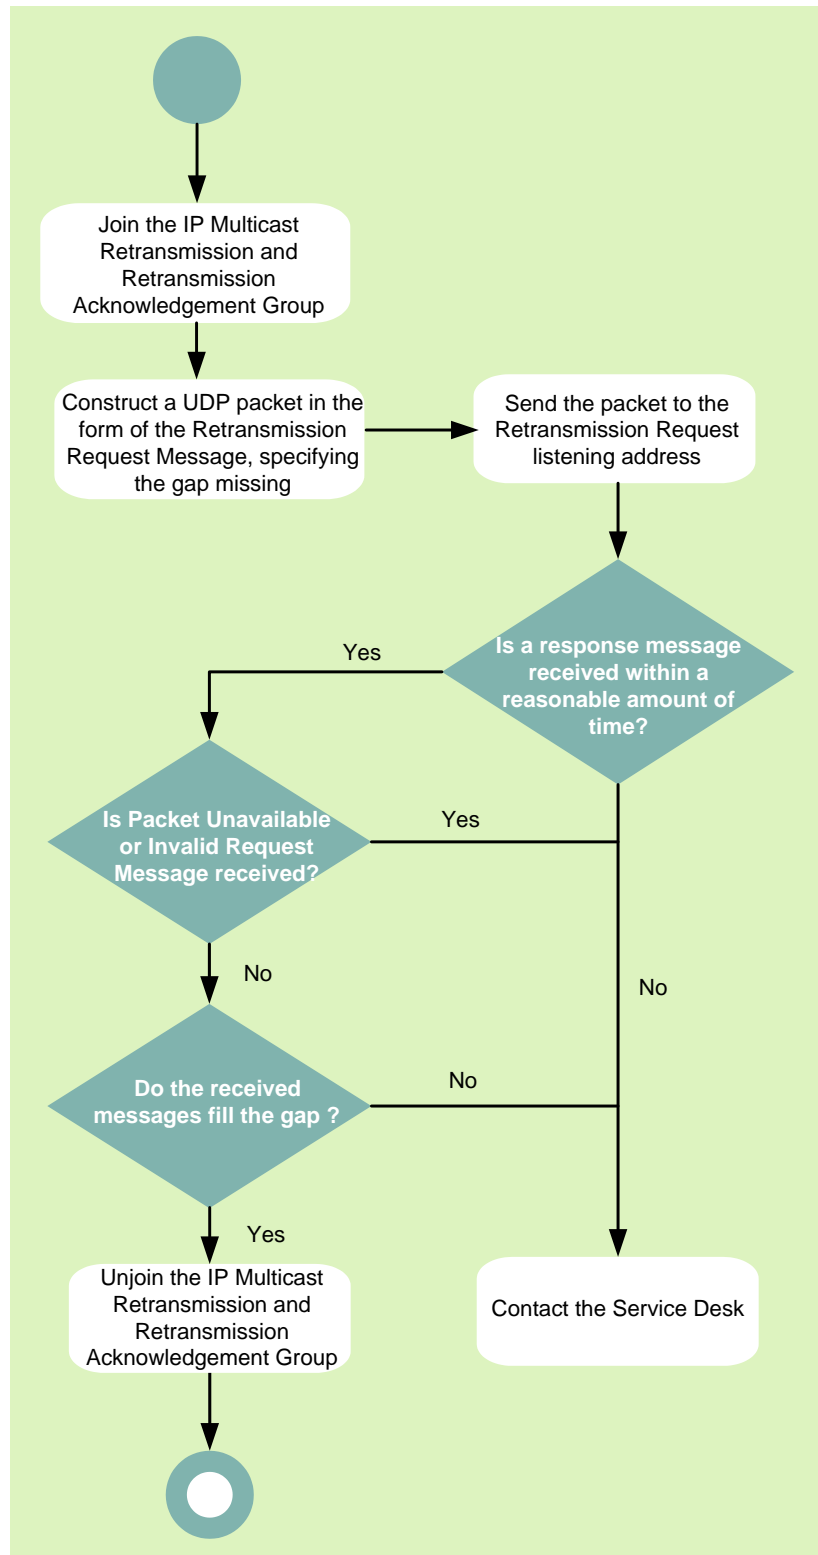 Join the IP Multicast
Retransmission and
Retransmission
Acknowledgement Group
Construct a UDP packet in the
form of the Retransmission
Request Message, specifying
the gap missing
Send the packet to the
Retransmission Request
listening address
Is a response message
received within a
reasonable amount of
time?
Yes
Is Packet Unavailable
or Invalid Request
Message received?
Yes
No
No
Do the received
messages fill the gap ?
No
Yes
Unjoin the IP Multicast
Retransmission and
Retransmission
Acknowledgement Group
Contact the Service Desk